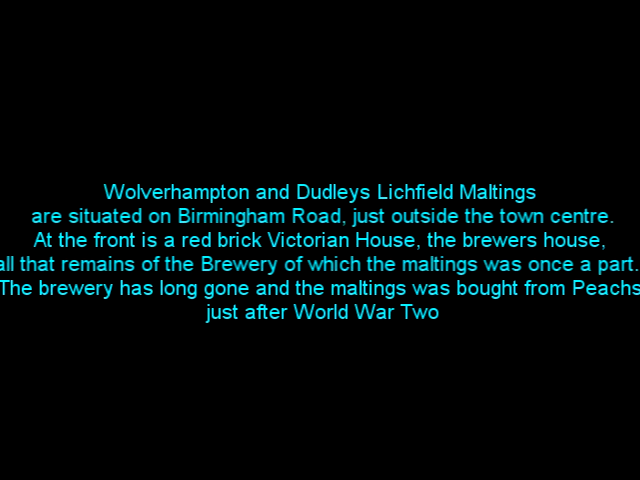 Wolverhampton and Dudleys Lichfield Maltings
are situated on Birmingham Road, just outside the town centre.
At the front is a red brick Victorian House, the brewers house,
all that remains of the Brewery of which the maltings was once a part.
The brewery has long gone and the maltings was bought from Peachs
just after World War Two